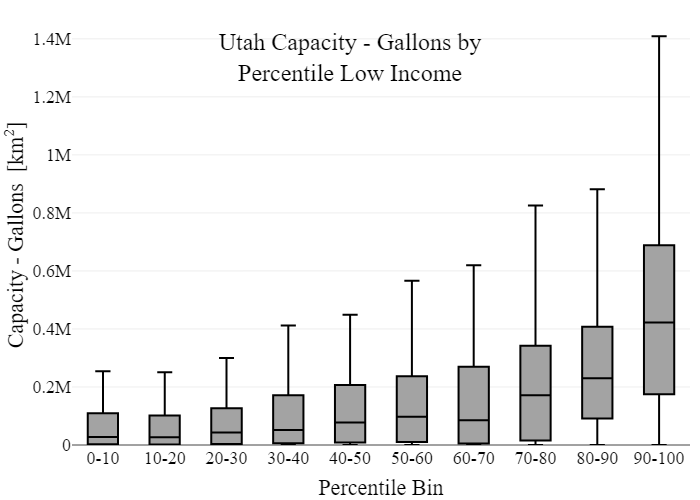 Utah Capacity - Gallons by
Percentile Low Income
Capacity - Gallons [km²]
1.4M
1.2M
1M
0.8M
0.6M
0.4M
0.2M
0
0-10 10-20 20-30 30-40 40-50 50-60 60-70 70-80 80-90 90-100
Percentile Bin